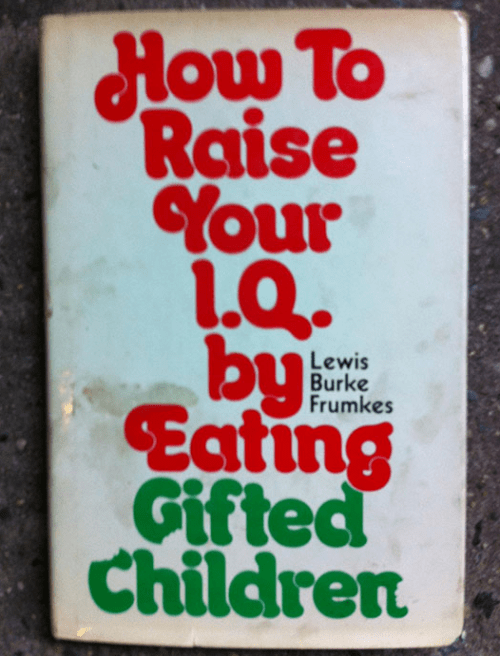 How To
Raise
Your
I.Q.
by
Lewis
Burke
Frumkes
Eating
Gifted
Children